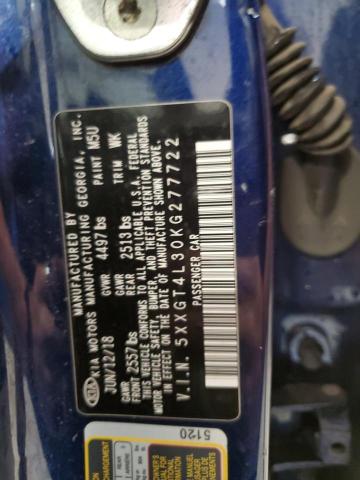 MANUFACTURED BY
KIA MOTORS MANUFACTURING GEORGIA, INC.
JUN/12/18 4497 lbs PAINT M5U
GVWR
GAWR FRONT 2557 lbs GAWR REAR 2513 lbs TRIM WK
THIS VEHICLE CONFORMS TO ALL APPLICABLE U.S.A. FEDERAL
MOTOR VEHICLE SAFETY, BUMPER, AND THEFT PREVENTION STANDARDS
IN EFFECT ON THE DATE OF MANUFACTURE SHOWN ABOVE.
V.I.N. 5XXGT4L30KG277722
PASSENGER CAR
5120